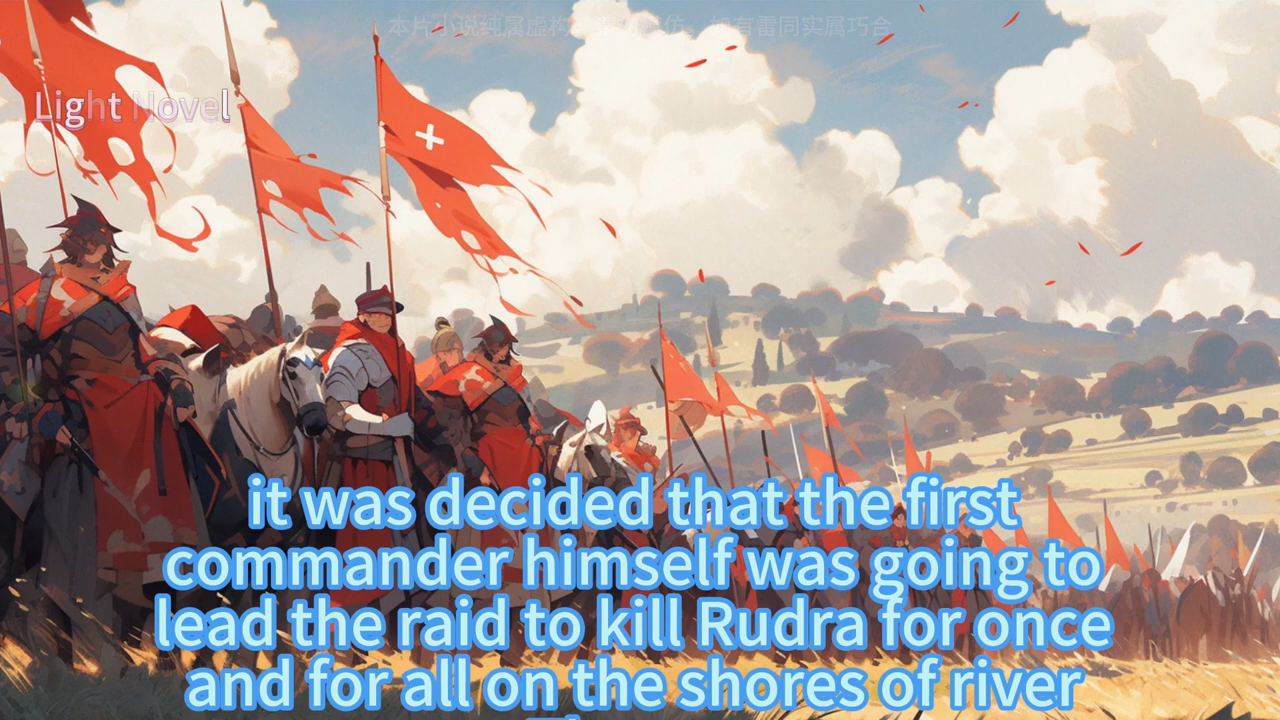 本片小说纯属虚构
有雷同实属巧合
Light Novel
it was decided that the first
commander himself was going to
lead the raid to kill Rudra for once
and for all on the shores of river